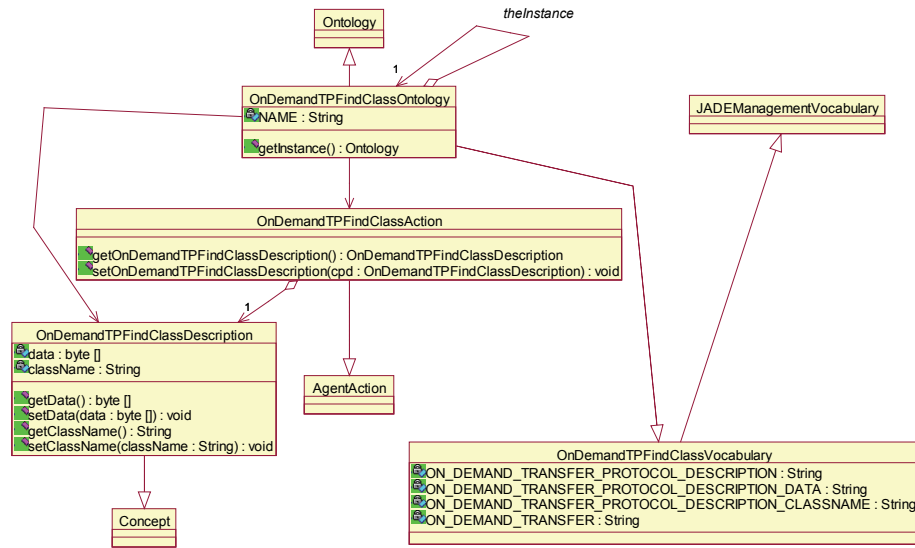 Ontology
theInstance
1
OnDemandTPFindClassOntology
NAME : String
getInstance() : Ontology
JADEManagementVocabulary
OnDemandTPFindClassAction
getOnDemandTPFindClassDescription() : OnDemandTPFindClassDescription
setOnDemandTPFindClassDescription(cpd : OnDemandTPFindClassDescription) : void
1
OnDemandTPFindClassDescription
data : byte []
className : String
getData() : byte []
setData(data : byte []) : void
getClassName() : String
setClassName(className : String) : void
AgentAction
OnDemandTPFindClassVocabulary
ON_DEMAND_TRANSFER_PROTOCOL_DESCRIPTION : String
ON_DEMAND_TRANSFER_PROTOCOL_DESCRIPTION_DATA : String
ON_DEMAND_TRANSFER_PROTOCOL_DESCRIPTION_CLASSNAME : String
ON_DEMAND_TRANSFER : String
Concept